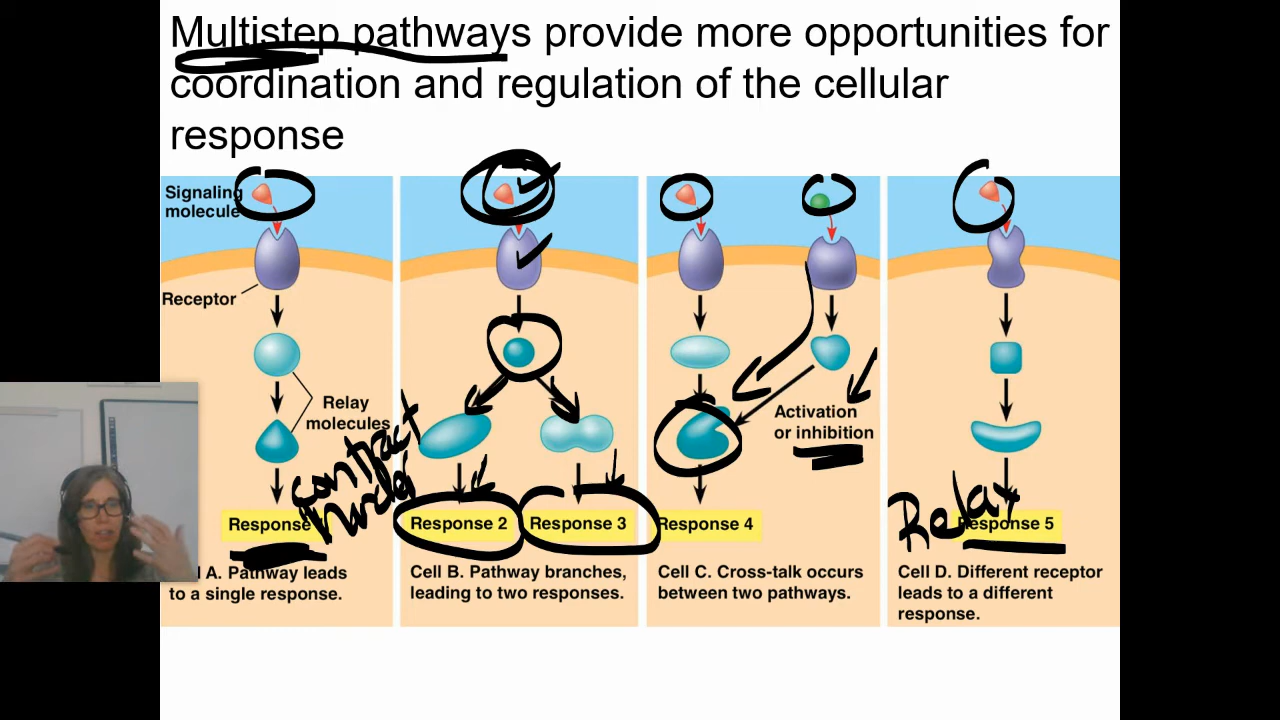 Multistep pathways provide more opportunities for
coordination and regulation of the cellular
response
Signaling
molecule
Receptor
Relay
molecules
Activation
or inhibition
contract
harder
Relax
Response
Response 2
Response 3
Response 4
Response 5
A. Pathway leads
to a single response.
Cell B. Pathway branches,
leading to two responses.
Cell C. Cross-talk occurs
between two pathways.
Cell D. Different receptor
leads to a different
response.